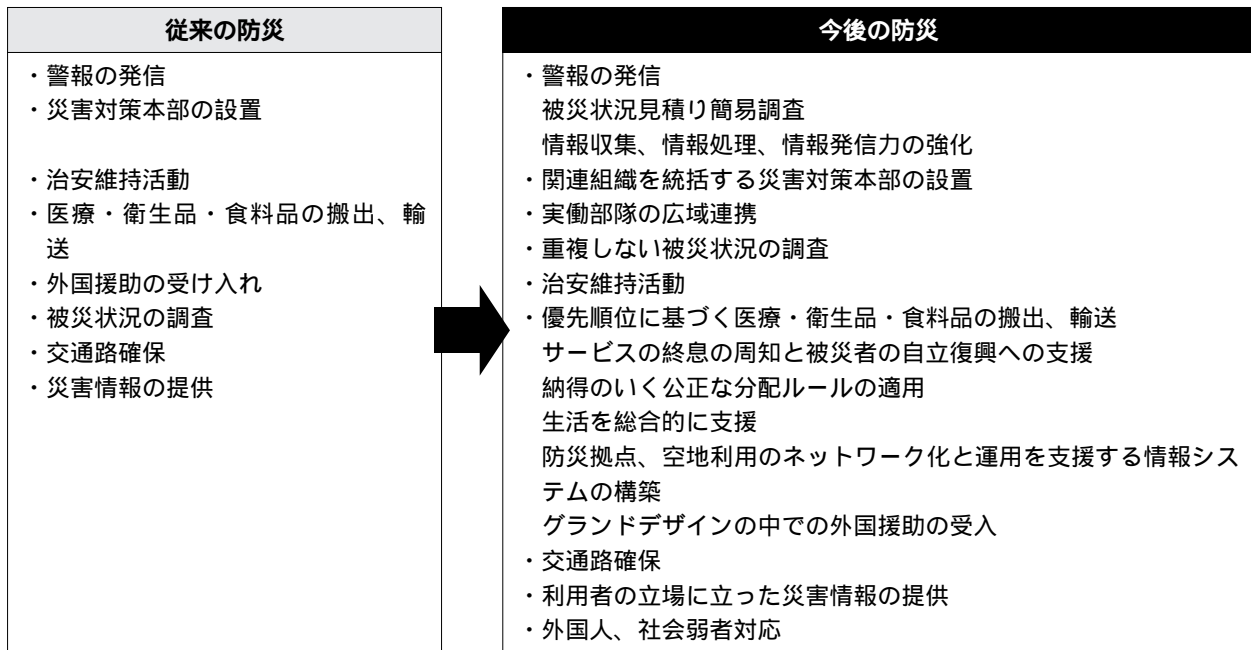 従来の防災
・警報の発信
・災害対策本部の設置
・治安維持活動
・医療・衛生品・食料品の搬出、輸
送
・外国援助の受け入れ
・被災状況の調査
・交通路確保
・災害情報の提供
今後の防災
・警報の発信
被災状況見積り簡易調査
情報収集、情報処理、情報発信力の強化
・関連組織を統括する災害対策本部の設置
・実働部隊の広域連携
・重複しない被災状況の調査
・治安維持活動
・優先順位に基づく医療・衛生品・食料品の搬出、輸送
サービスの終息の周知と被災者の自立復興への支援
納得のいく公正な分配ルールの適用
生活を総合的に支援
防災拠点、空地利用のネットワーク化と運用を支援する情報シス
テムの構築
グランドデザインの中での外国援助の受入
・交通路確保
・利用者の立場に立った災害情報の提供
・外国人、社会弱者対応